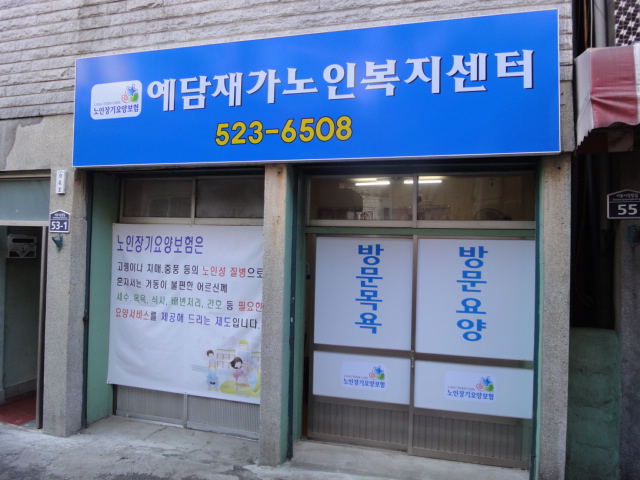 예담재가노인복지센터
노인장기요양보험
523-6508
53-1
55
노인장기요양보험은
고령이나 치매,중풍 등의 노인성 질병으로
혼자서는 거동이 불편한 어르신께
세수, 목욕, 식사, 배변처리, 간호 등 필요한
요양서비스를 제공해 드리는 제도입니다.
방문목욕
방문요양
노인장기요양보험
노인장기요양보험